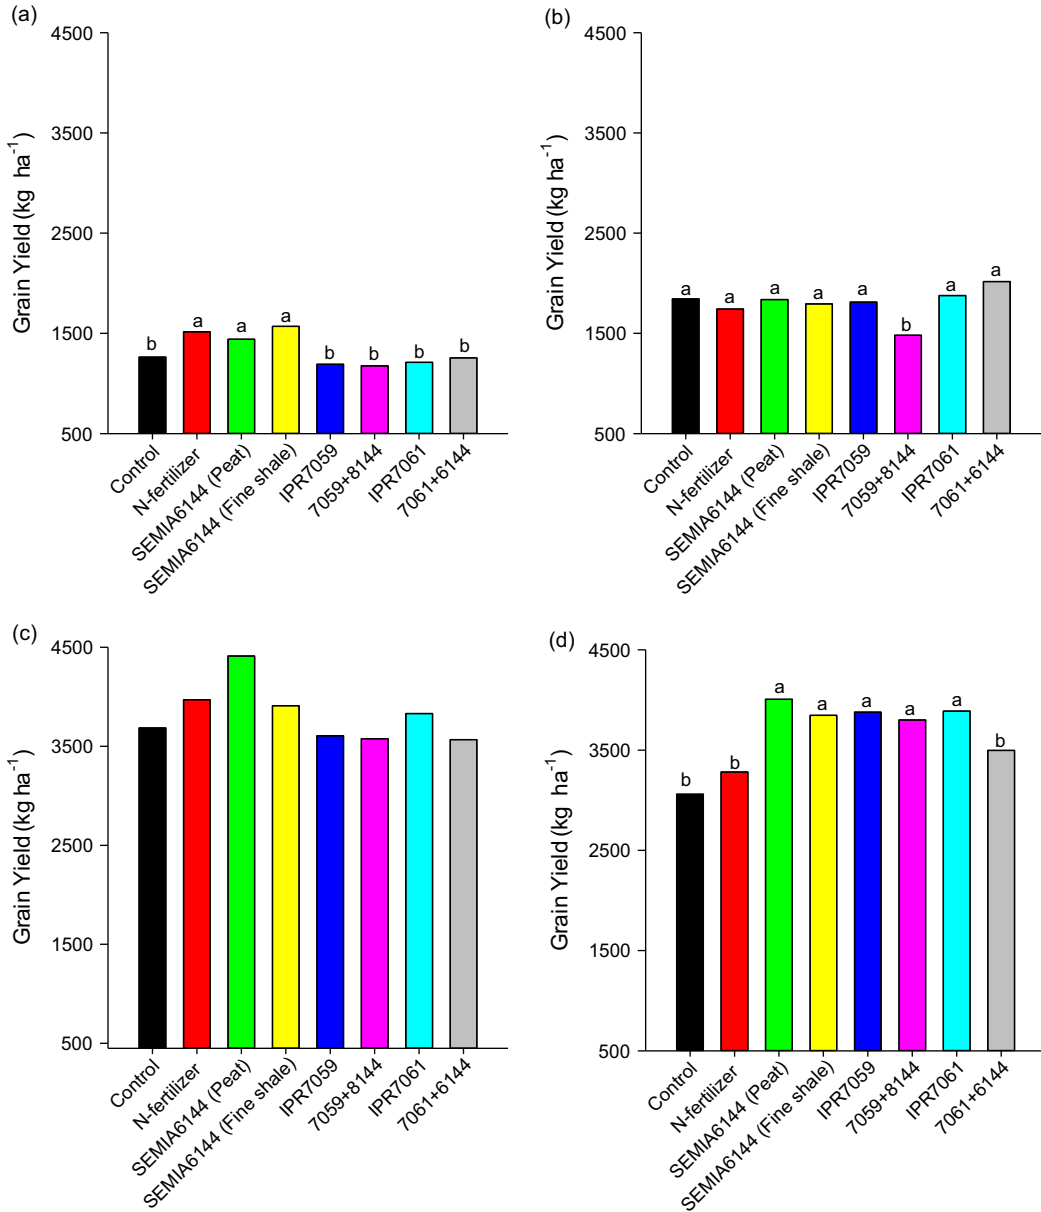 (a)
4500
3500
2500
1500
500
Grain Yield (kg ha⁻¹)
b
a
a
a
b
b
b
b
Control
N-fertilizer
SEMIA6144 (Peat)
SEMIA6144 (Fine shale)
IPR7059
7059+8144
IPR7061
7061+6144
(b)
4500
3500
2500
1500
500
Grain Yield (kg ha⁻¹)
a
a
a
a
a
b
a
a
Control
N-fertilizer
SEMIA6144 (Peat)
SEMIA6144 (Fine shale)
IPR7059
7059+8144
IPR7061
7061+6144
(c)
4500
3500
2500
1500
500
Grain Yield (kg ha⁻¹)
Control
N-fertilizer
SEMIA6144 (Peat)
SEMIA6144 (Fine shale)
IPR7059
7059+8144
IPR7061
7061+6144
(d)
4500
3500
2500
1500
500
Grain Yield (kg ha⁻¹)
b
b
a
a
a
a
a
b
Control
N-fertilizer
SEMIA6144 (Peat)
SEMIA6144 (Fine shale)
IPR7059
7059+8144
IPR7061
7061+6144